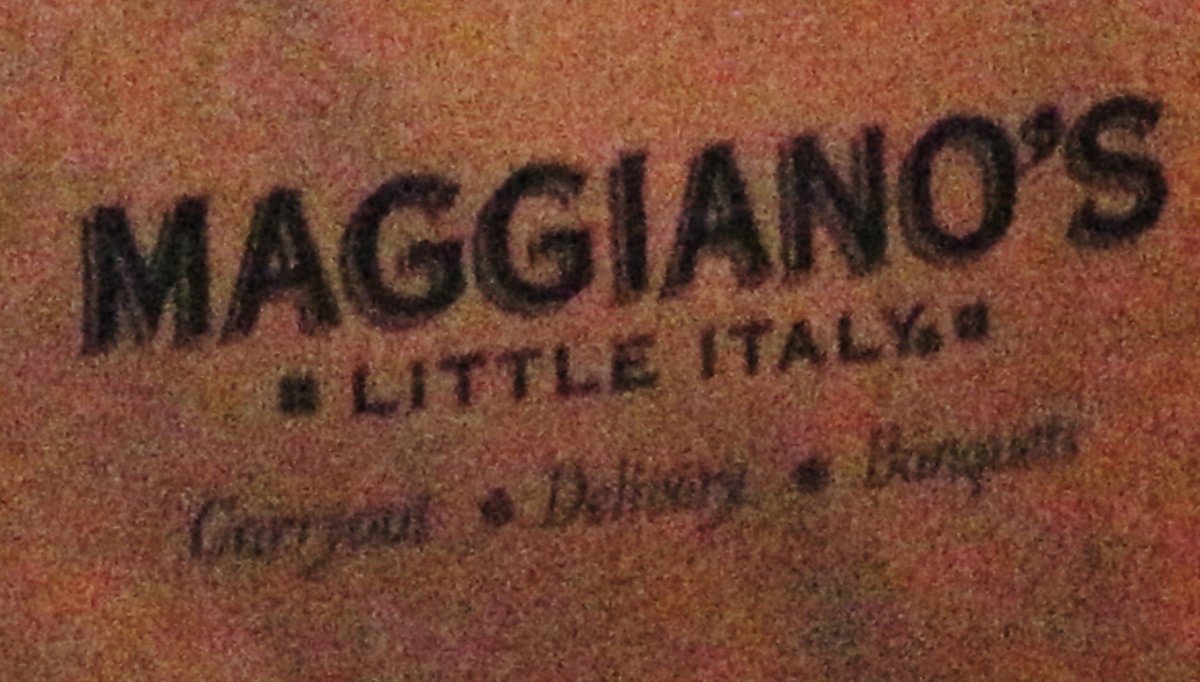 MAGGIANO'S
▪ LITTLE ITALY® ▪
Carryout • Delivery • Banquets